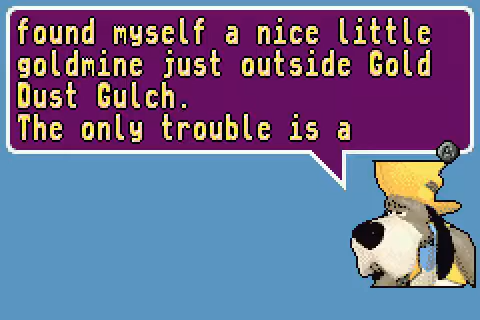 found myself a nice little
goldmine just outside Gold
Dust Gulch.
The only trouble is a
A